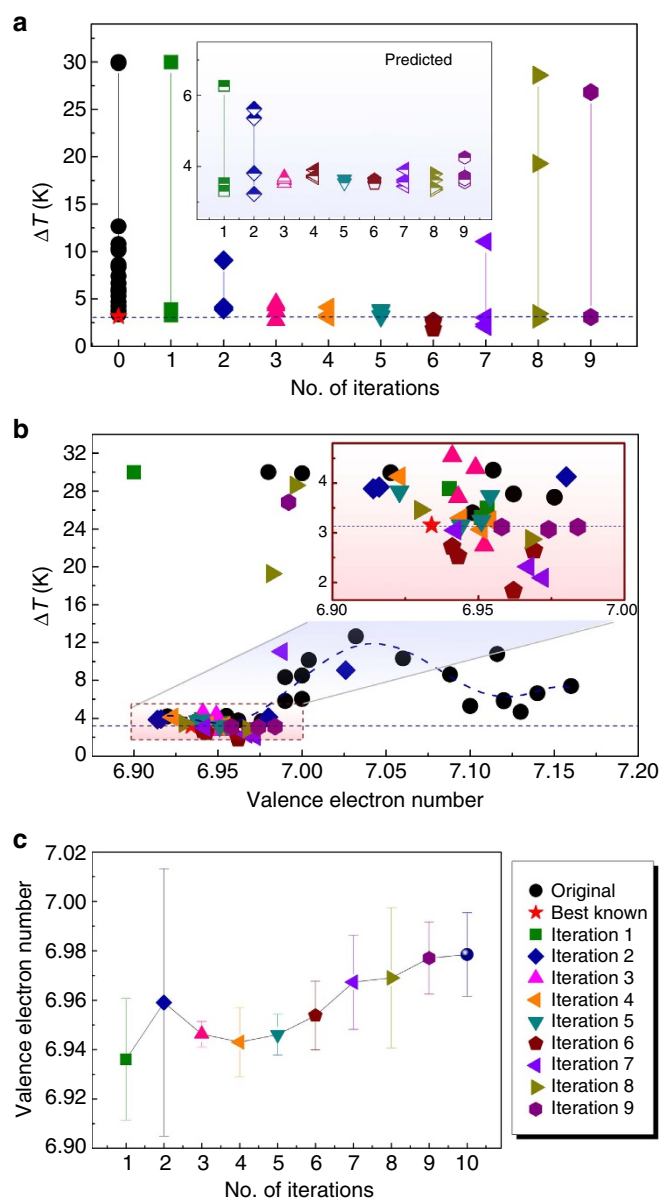 a
ΔT (K)
30
25
20
15
10
5
0
Predicted
6
3
1 2 3 4 5 6 7 8 9
0 1 2 3 4 5 6 7 8 9
No. of iterations
b
ΔT (K)
32
28
24
20
16
12
8
4
0
4
3
2
6.90 6.95 7.00
6.90 6.95 7.00 7.05 7.10 7.15 7.20
Valence electron number
c
Valence electron number
7.02
7.00
6.98
6.96
6.94
6.92
6.90
1 2 3 4 5 6 7 8 9 10
No. of iterations
Original
Best known
Iteration 1
Iteration 2
Iteration 3
Iteration 4
Iteration 5
Iteration 6
Iteration 7
Iteration 8
Iteration 9